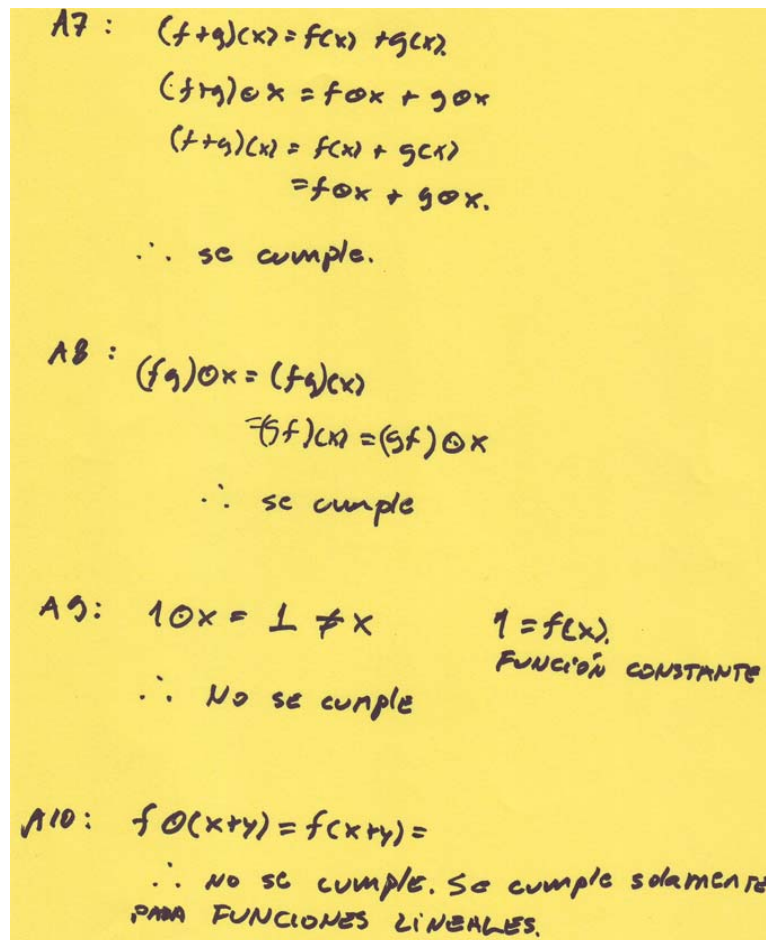 A7 : (f+g)(x) = f(x) + g(x).
(f+g)⊙x = f⊙x + g⊙x
(f+g)(x) = f(x) + g(x)
= f⊙x + g⊙x.
∴ se cumple.
A8 : (fg)⊙x = (fg)(x)
=(gf)(x) = (gf)⊙x
∴ se cumple
A9: 1⊙x = 1 ≠ x 1 = f(x).
FUNCIÓN CONSTANTE
∴ No se cumple
A10: f⊙(x+y) = f(x+y) =
∴ no se cumple. Se cumple solamente
PARA FUNCIONES LINEALES.